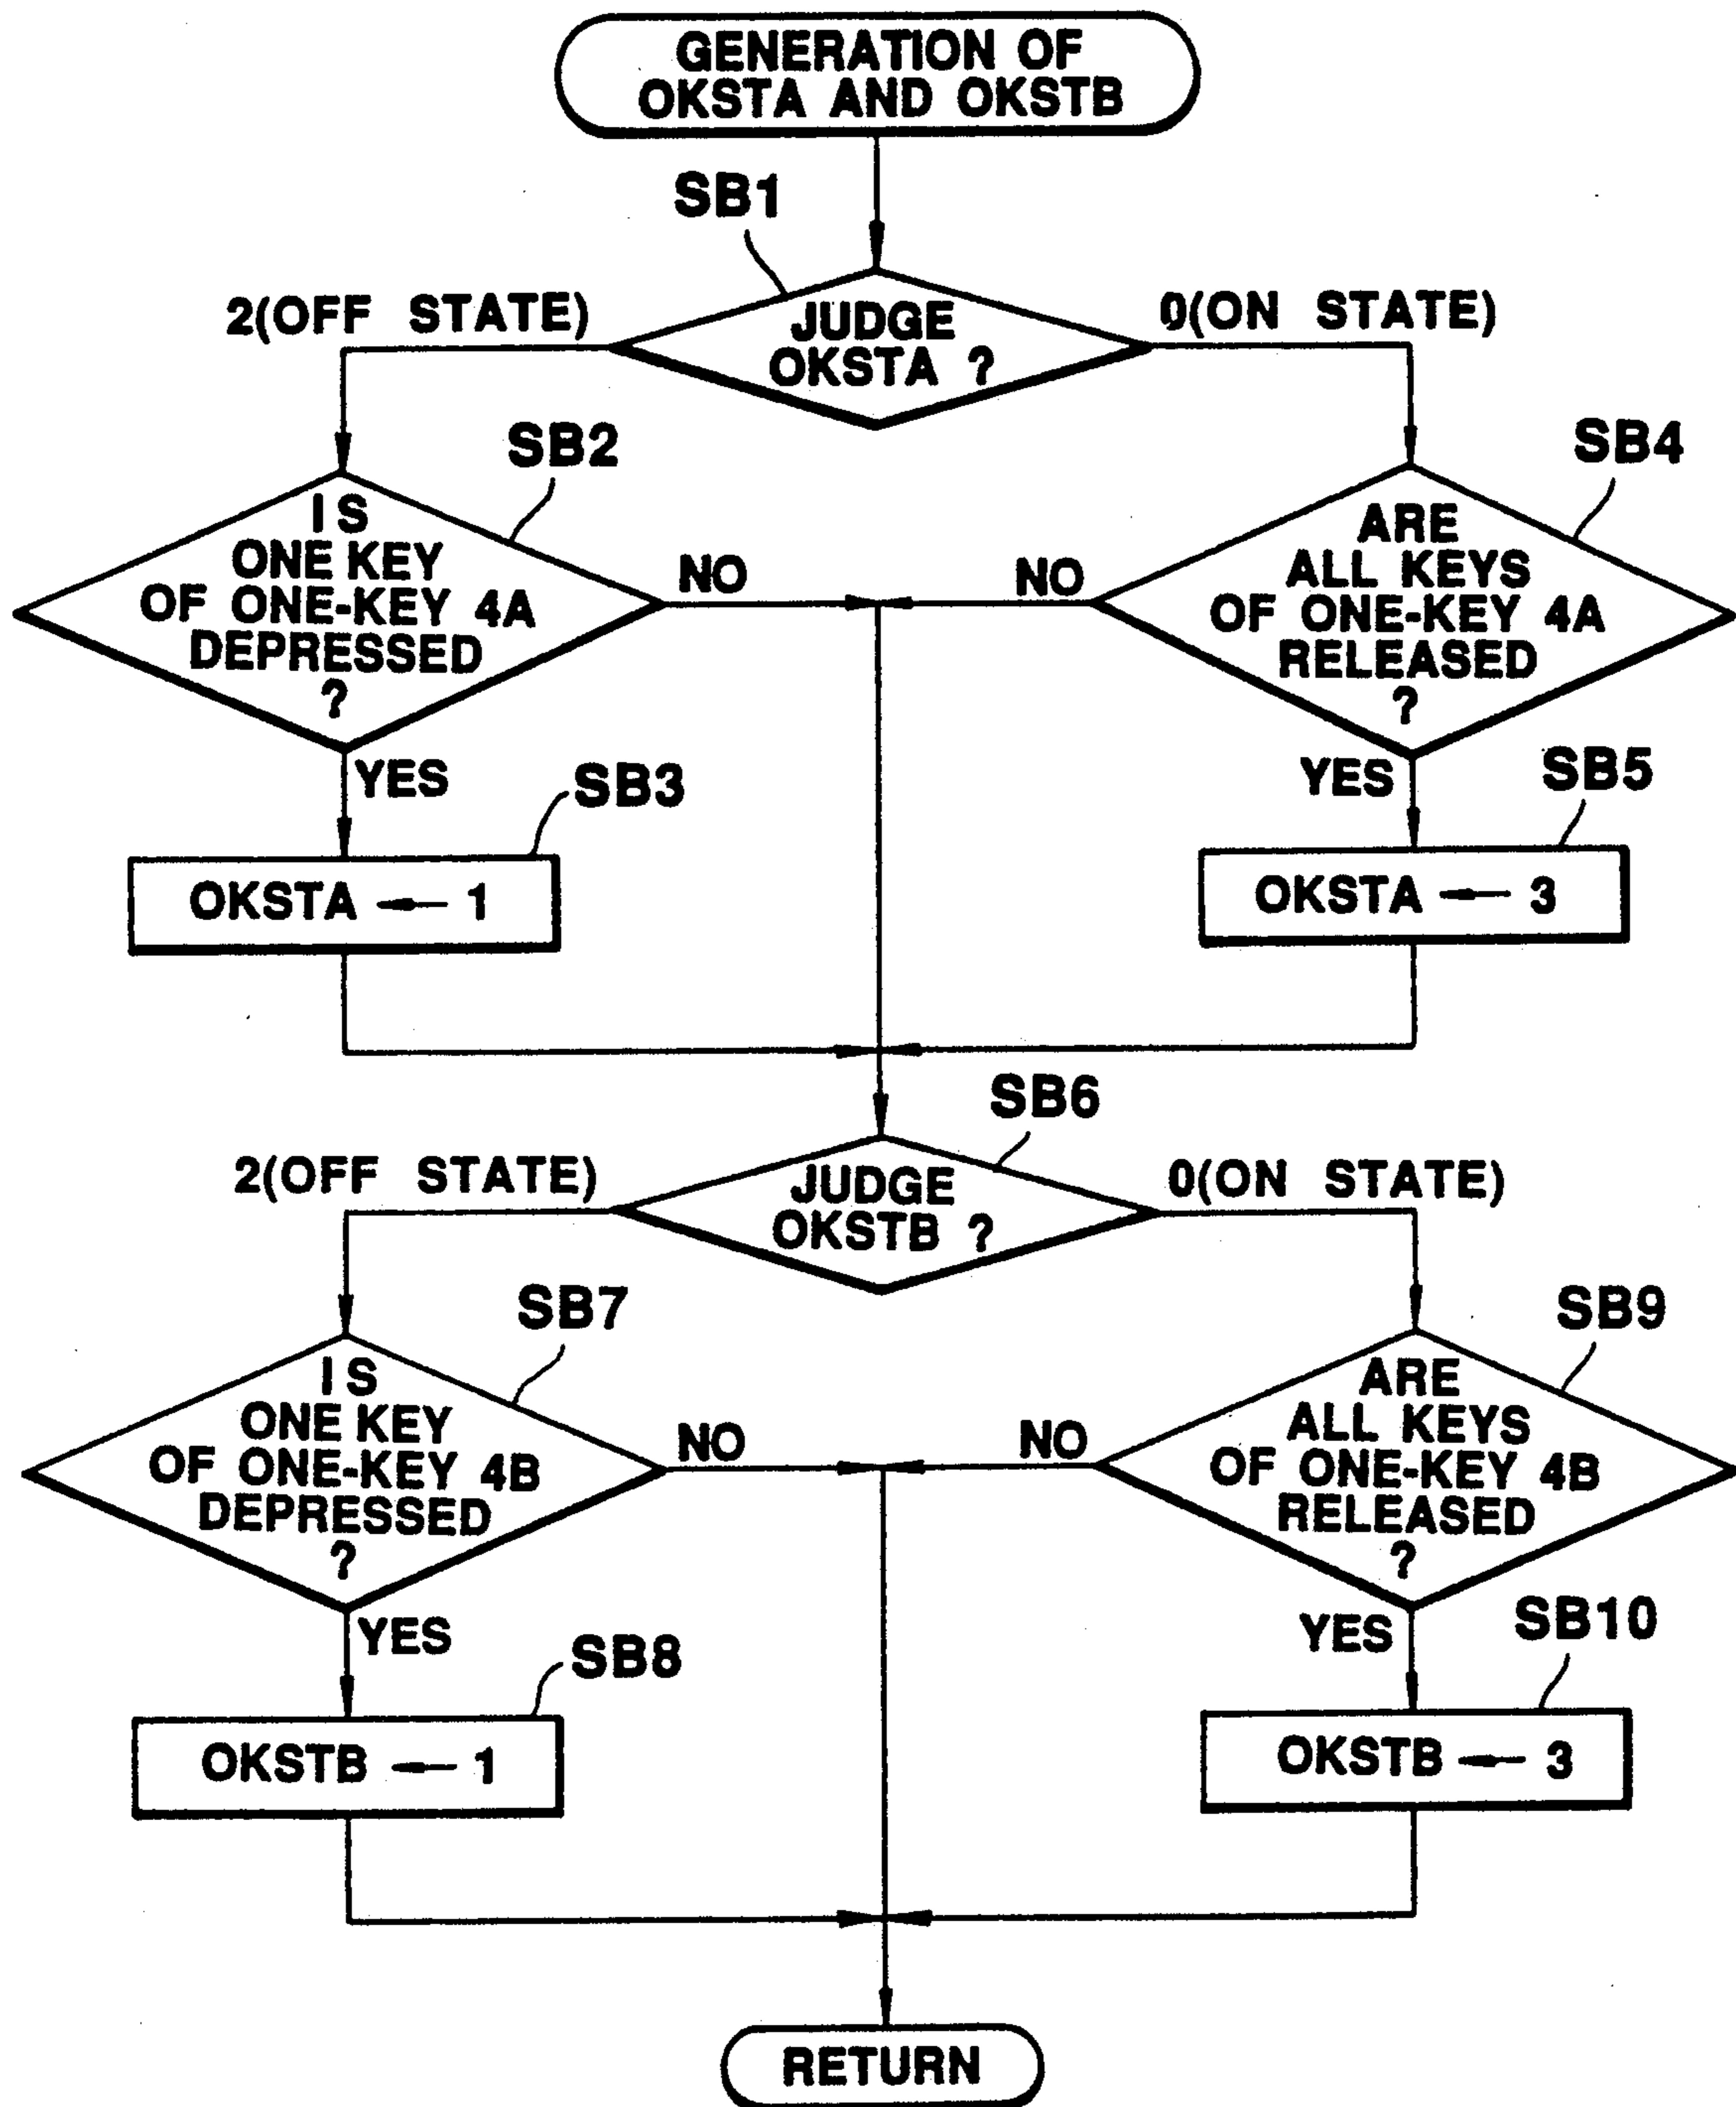 GENERATION OF
OKSTA AND OKSTB
SB1
2(OFF STATE)
0(ON STATE)
JUDGE
OKSTA ?
SB2
SB4
IS
ONE KEY
OF ONE-KEY 4A
DEPRESSED
?
NO
NO
ARE
ALL KEYS
OF ONE-KEY 4A
RELEASED
?
YES
SB3
YES
SB5
OKSTA ← 1
OKSTA ← 3
SB6
2(OFF STATE)
0(ON STATE)
JUDGE
OKSTB ?
SB7
SB9
IS
ONE KEY
OF ONE-KEY 4B
DEPRESSED
?
NO
NO
ARE
ALL KEYS
OF ONE-KEY 4B
RELEASED
?
YES
SB8
YES
SB10
OKSTB ← 1
OKSTB ← 3
RETURN